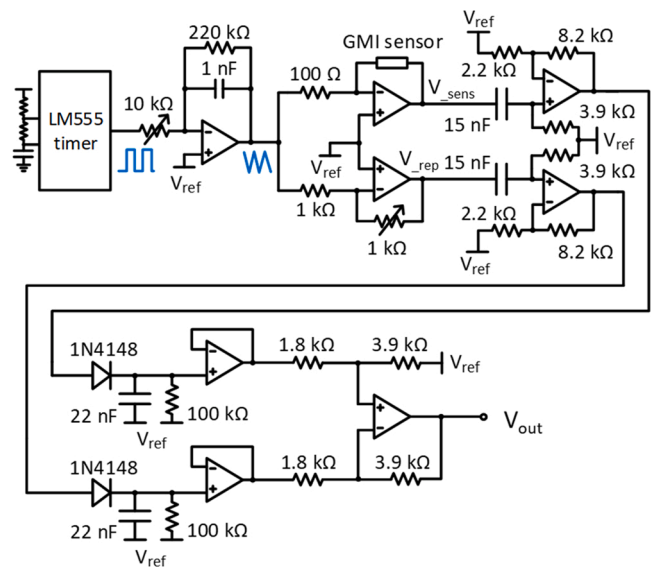 220 kΩ
1 nF
10 kΩ
LM555
timer
Vref
GMI sensor
100 Ω
V_sens
15 nF
Vref
2.2 kΩ
8.2 kΩ
3.9 kΩ
Vref
Vref
V_rep
15 nF
3.9 kΩ
1 kΩ
1 kΩ
2.2 kΩ
8.2 kΩ
Vref
1N4148
22 nF
100 kΩ
Vref
1.8 kΩ
3.9 kΩ
Vref
Vout
1N4148
22 nF
100 kΩ
Vref
1.8 kΩ
3.9 kΩ